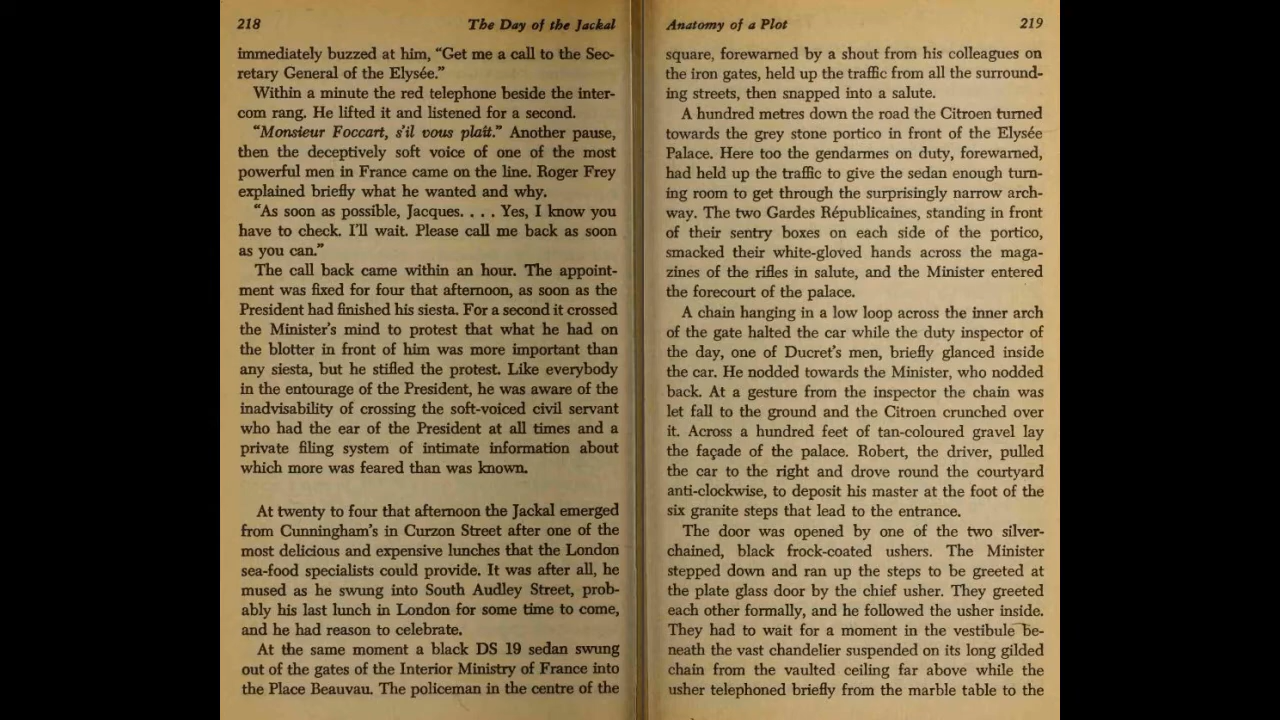 218 The Day of the Jackal
immediately buzzed at him, “Get me a call to the Sec-
retary General of the Elysée.”
Within a minute the red telephone beside the inter-
com rang. He lifted it and listened for a second.
“Monsieur Foccart, s’il vous plaît.” Another pause,
then the deceptively soft voice of one of the most
powerful men in France came on the line. Roger Frey
explained briefly what he wanted and why.
“As soon as possible, Jacques. . . . Yes, I know you
have to check. I’ll wait. Please call me back as soon
as you can.”
The call back came within an hour. The appoint-
ment was fixed for four that afternoon, as soon as the
President had finished his siesta. For a second it crossed
the Minister’s mind to protest that what he had on
the blotter in front of him was more important than
any siesta, but he stifled the protest. Like everybody
in the entourage of the President, he was aware of the
inadvisability of crossing the soft-voiced civil servant
who had the ear of the President at all times and a
private filing system of intimate information about
which more was feared than was known.
At twenty to four that afternoon the Jackal emerged
from Cunningham’s in Curzon Street after one of the
most delicious and expensive lunches that the London
sea-food specialists could provide. It was after all, he
mused as he swung into South Audley Street, prob-
ably his last lunch in London for some time to come,
and he had reason to celebrate.
At the same moment a black DS 19 sedan swung
out of the gates of the Interior Ministry of France into
the Place Beauvau. The policeman in the centre of the
Anatomy of a Plot 219
square, forewarned by a shout from his colleagues on
the iron gates, held up the traffic from all the surround-
ing streets, then snapped into a salute.
A hundred metres down the road the Citroen turned
towards the grey stone portico in front of the Elysée
Palace. Here too the gendarmes on duty, forewarned,
had held up the traffic to give the sedan enough turn-
ing room to get through the surprisingly narrow arch-
way. The two Gardes Républicaines, standing in front
of their sentry boxes on each side of the portico,
smacked their white-gloved hands across the maga-
zines of the rifles in salute, and the Minister entered
the forecourt of the palace.
A chain hanging in a low loop across the inner arch
of the gate halted the car while the duty inspector of
the day, one of Ducret’s men, briefly glanced inside
the car. He nodded towards the Minister, who nodded
back. At a gesture from the inspector the chain was
let fall to the ground and the Citroen crunched over
it. Across a hundred feet of tan-coloured gravel lay
the façade of the palace. Robert, the driver, pulled
the car to the right and drove round the courtyard
anti-clockwise, to deposit his master at the foot of the
six granite steps that lead to the entrance.
The door was opened by one of the two silver-
chained, black frock-coated ushers. The Minister
stepped down and ran up the steps to be greeted at
the plate glass door by the chief usher. They greeted
each other formally, and he followed the usher inside.
They had to wait for a moment in the vestibule be-
neath the vast chandelier suspended on its long gilded
chain from the vaulted ceiling far above while the
usher telephoned briefly from the marble table to the